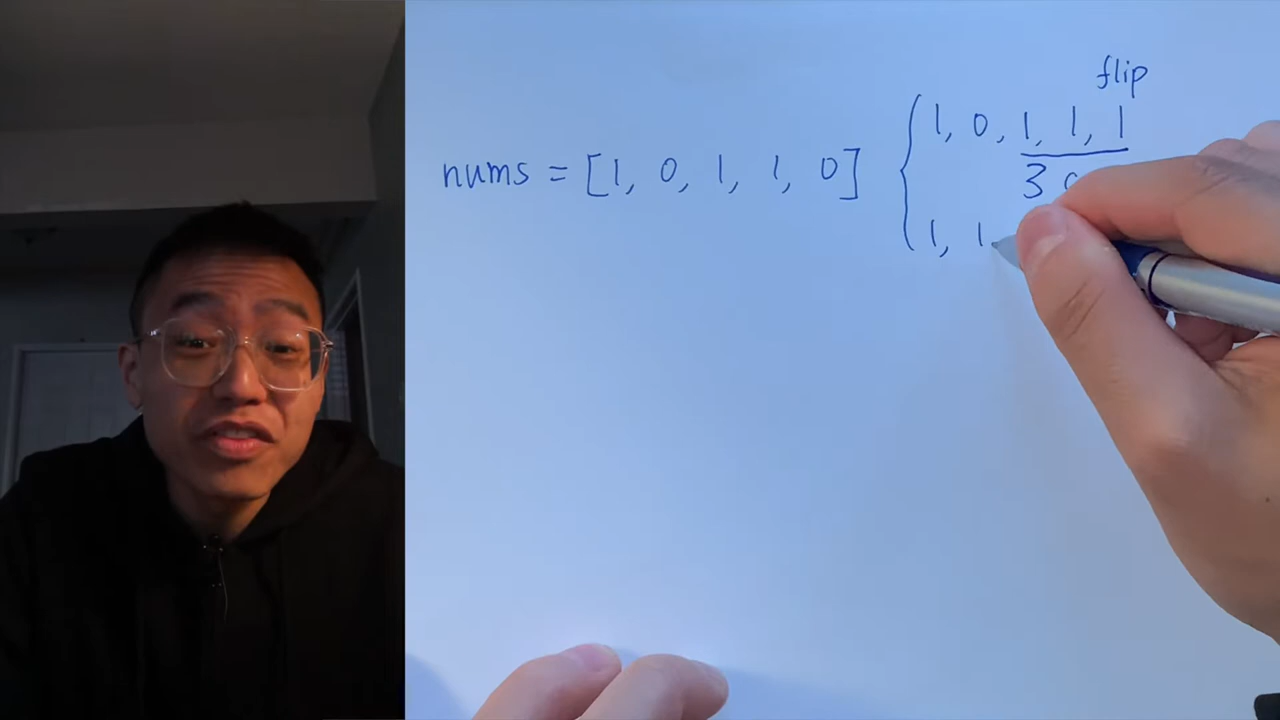 flip
nums = [1, 0, 1, 1, 0]
1, 0, 1, 1, 1
3
1, 1